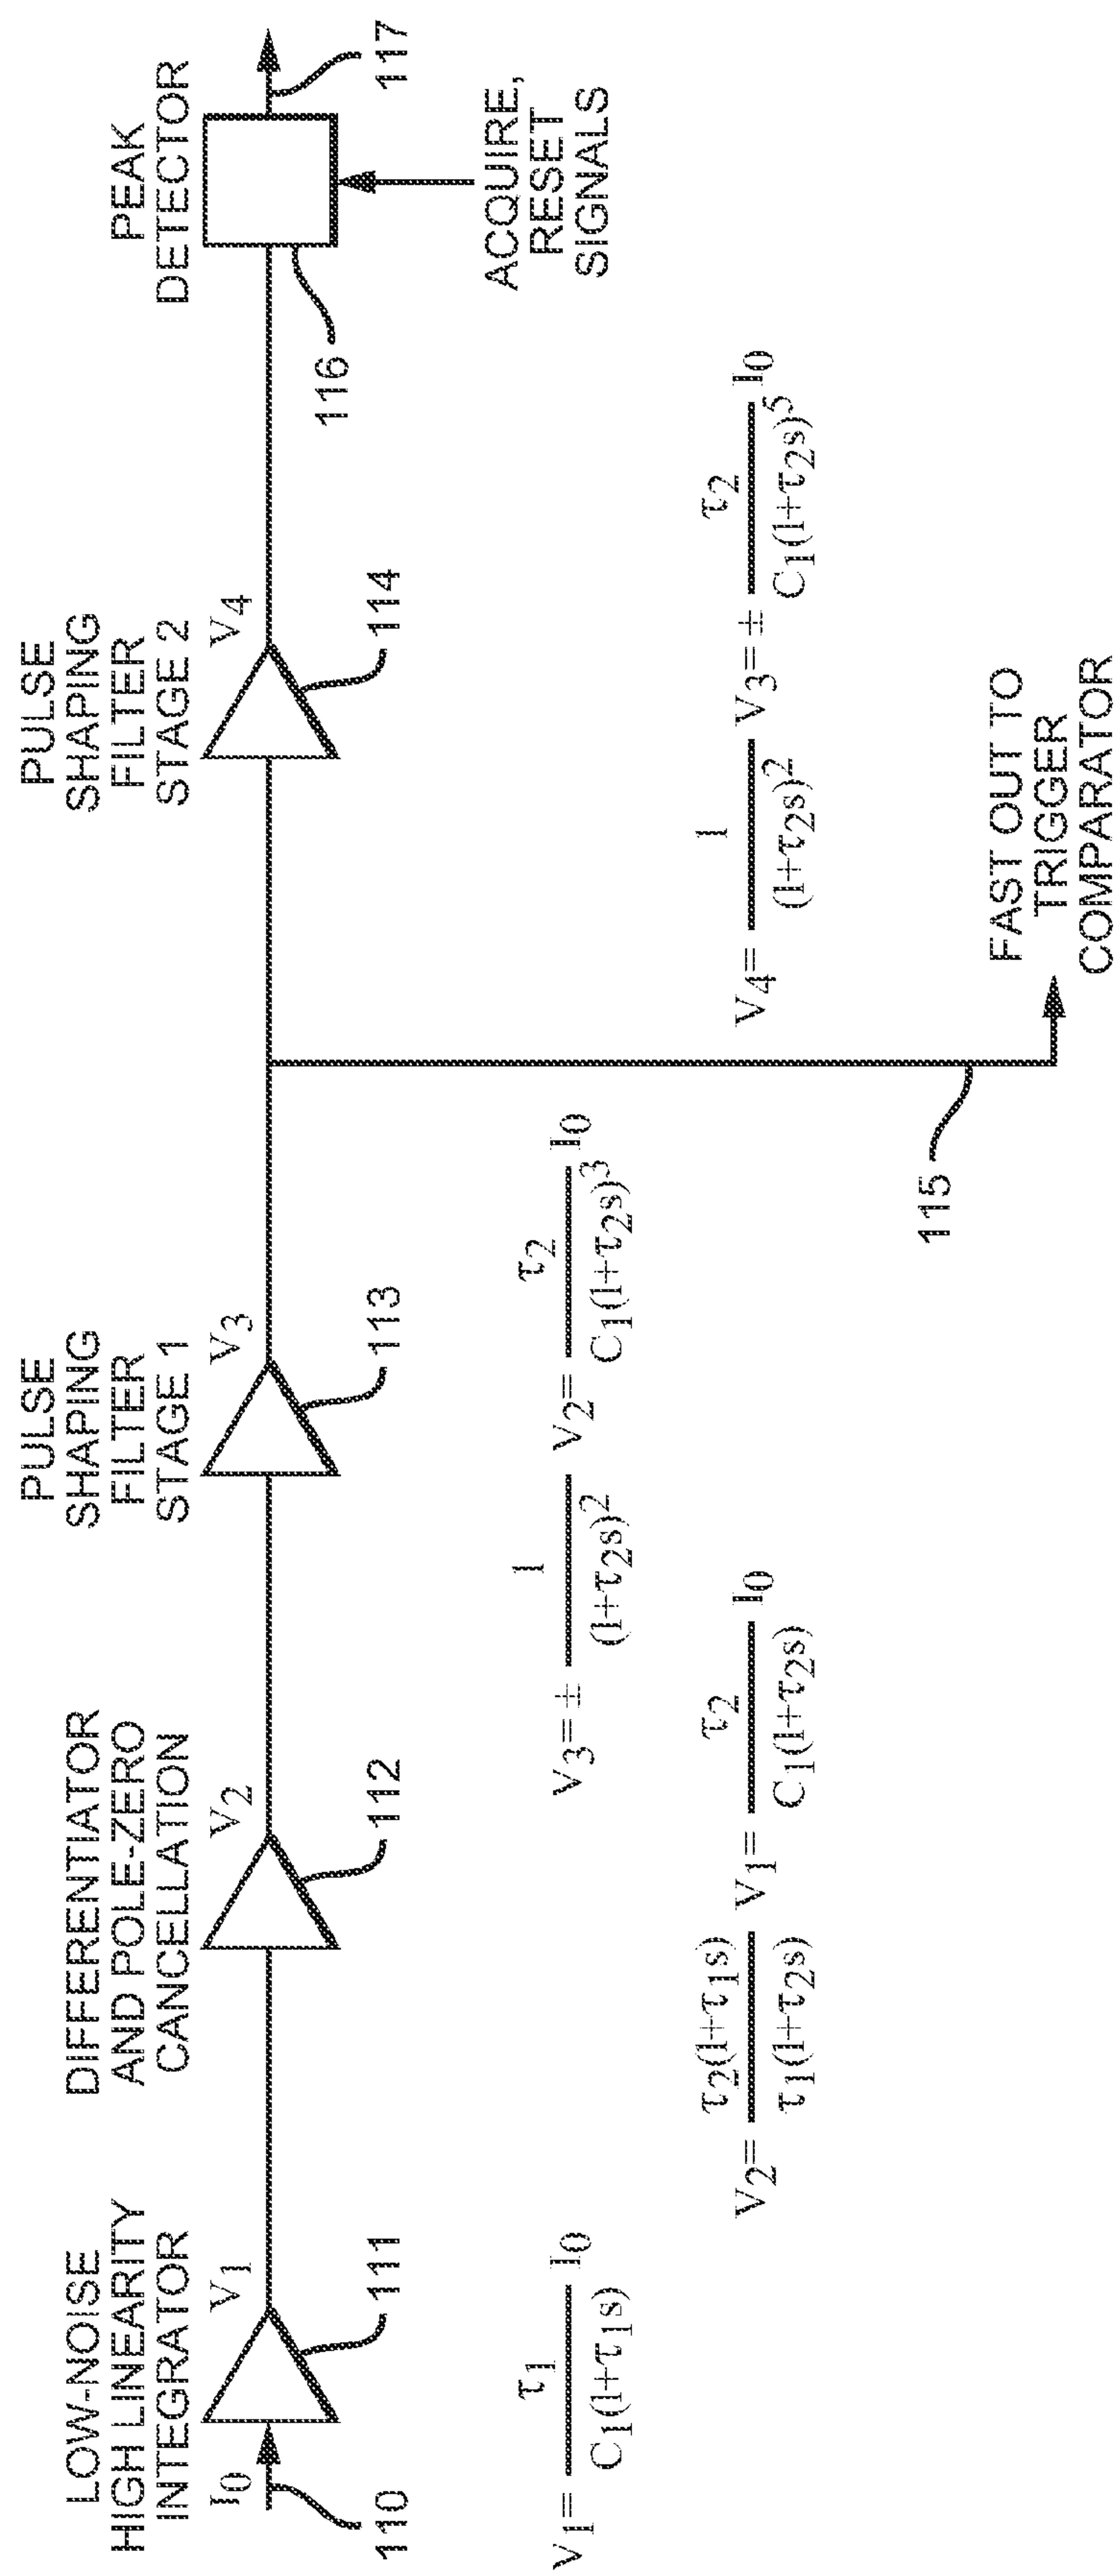 LOW-NOISE
HIGH LINEARITY
INTEGRATOR
DIFFERENTIATOR
AND POLE-ZERO
CANCELLATION
PULSE
SHAPING
FILTER
STAGE 1
PULSE
SHAPING
FILTER
STAGE 2
PEAK
DETECTOR
I₀
V₁
V₂
V₃
V₄
110
111
112
113
114
116
117
ACQUIRE,
RESET
SIGNALS
V₁= τ₁ / C₁(1+τ₁s) I₀
V₃=± 1 / (1+τ₂s)² V₂= τ₂ / C₁(1+τ₂s)³ I₀
V₂= τ₂(1+τ₁s) / τ₁(1+τ₂s) V₁= τ₂ / C₁(1+τ₂s) I₀
V₄= 1 / (1+τ₂s)² V₃=± τ₂ / C₁(1+τ₂s)⁵ I₀
115
FAST OUT TO
TRIGGER
COMPARATOR